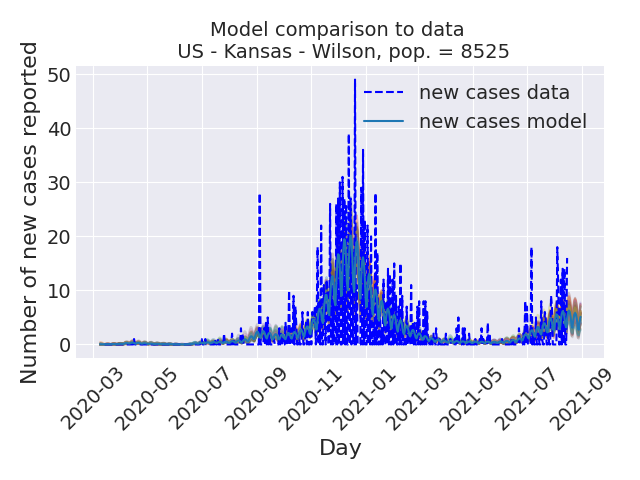 Model comparison to data
US - Kansas - Wilson, pop. = 8525
Number of new cases reported
50
40
30
20
10
0
new cases data
new cases model
2020-03
2020-05
2020-07
2020-09
2020-11
2021-01
2021-03
2021-05
2021-07
2021-09
Day